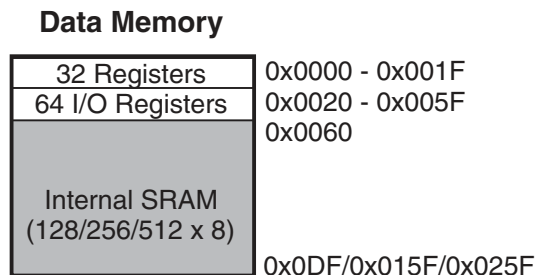 Data Memory
32 Registers 0x0000 - 0x001F
64 I/O Registers 0x0020 - 0x005F
0x0060
Internal SRAM
(128/256/512 x 8)
0x0DF/0x015F/0x025F